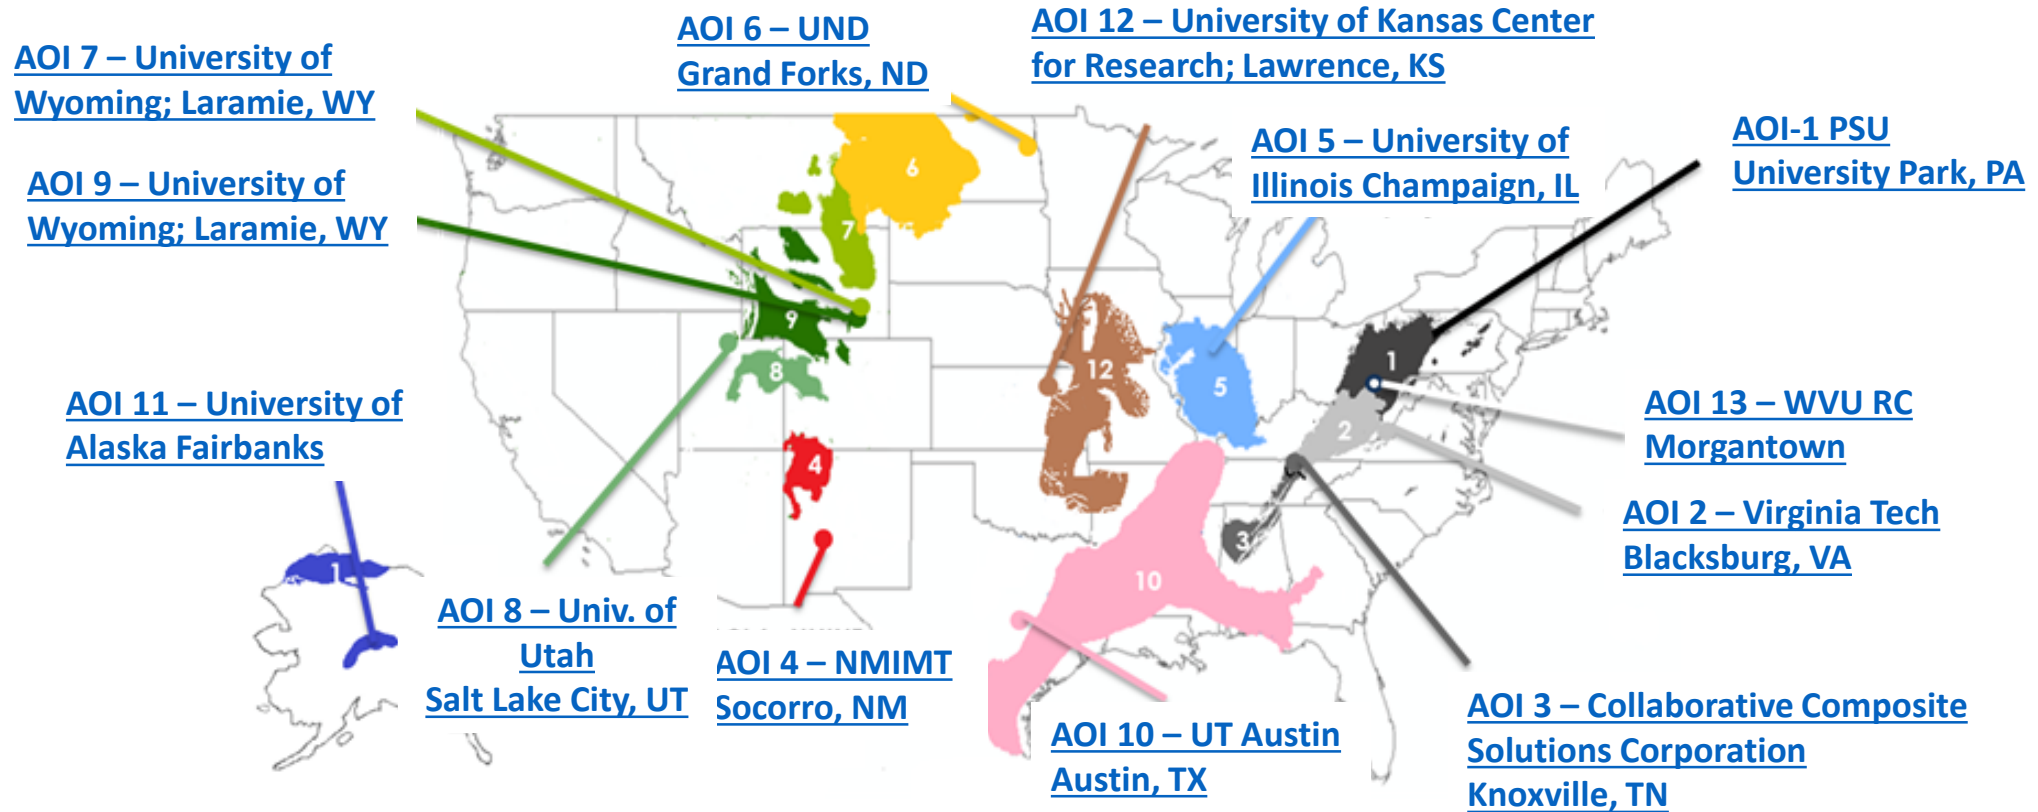 AOI 7 – University of
Wyoming; Laramie, WY
AOI 6 – UND
Grand Forks, ND
AOI 12 – University of Kansas Center
for Research; Lawrence, KS
AOI 9 – University of
Wyoming; Laramie, WY
AOI 5 – University of
Illinois Champaign, IL
AOI-1 PSU
University Park, PA
6
7
9
8
12
5
1
2
4
3
10
1
AOI 11 – University of
Alaska Fairbanks
AOI 13 – WVU RC
Morgantown
AOI 2 – Virginia Tech
Blacksburg, VA
AOI 8 – Univ. of
Utah
Salt Lake City, UT
AOI 4 – NMIMT
Socorro, NM
AOI 10 – UT Austin
Austin, TX
AOI 3 – Collaborative Composite
Solutions Corporation
Knoxville, TN